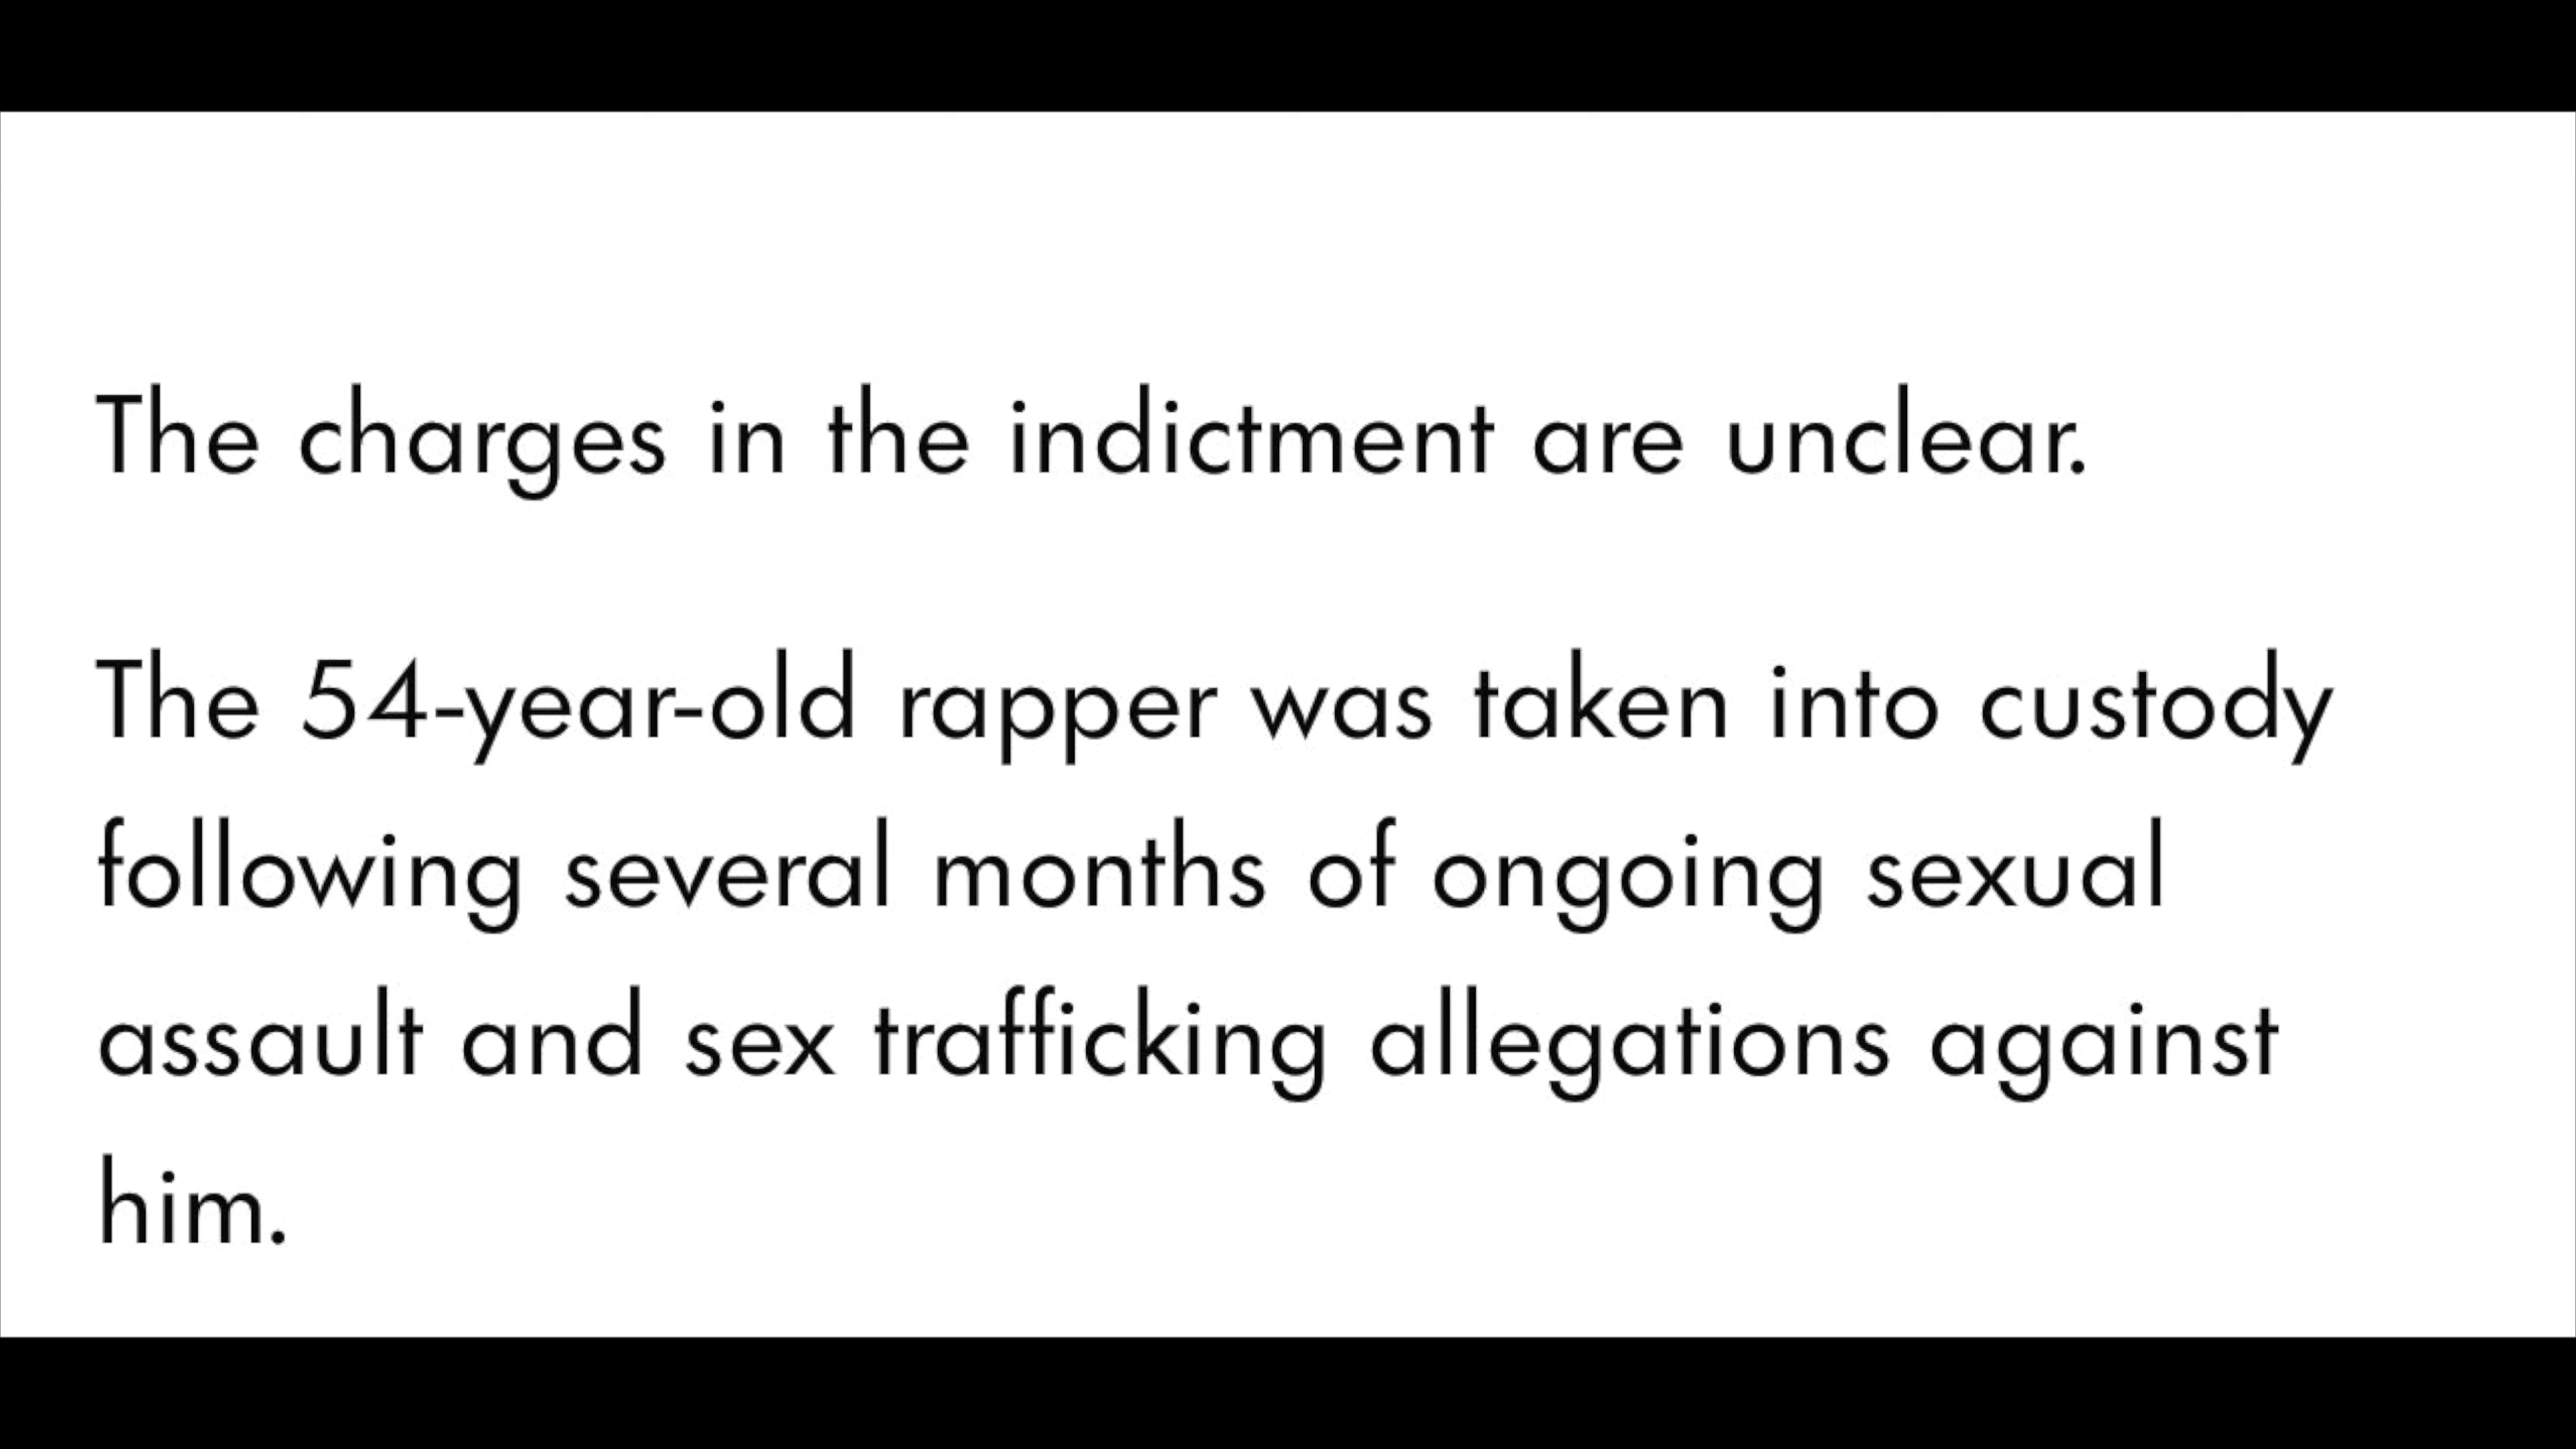 The charges in the indictment are unclear.
The 54-year-old rapper was taken into custody
following several months of ongoing sexual
assault and sex trafficking allegations against
him.